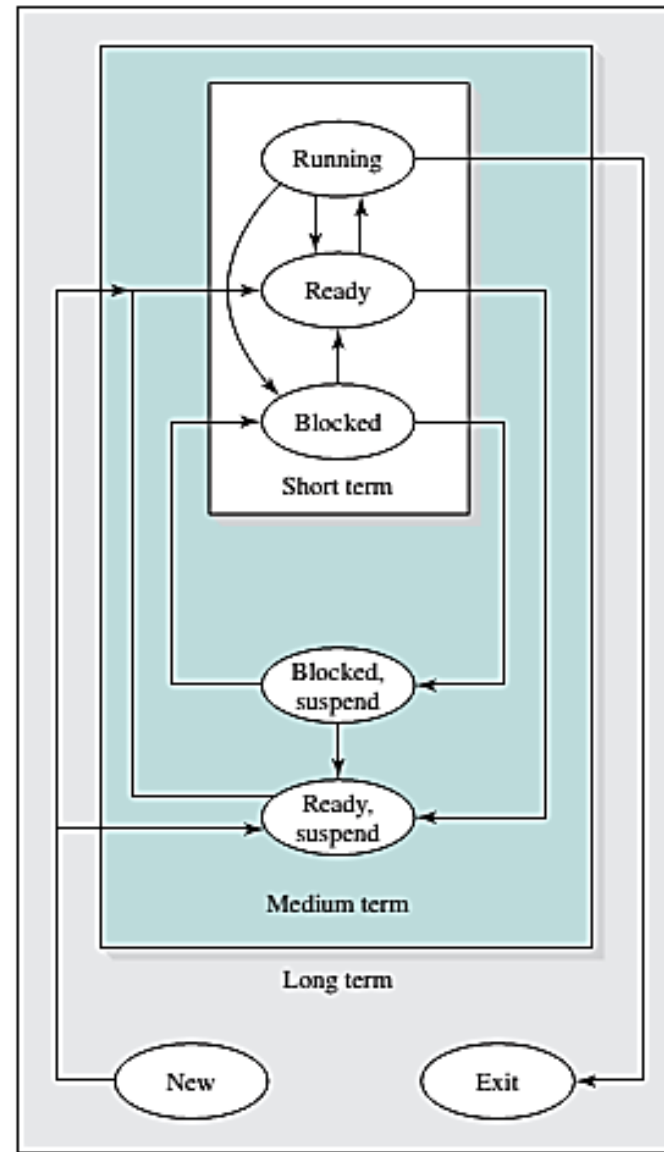 Running
Ready
Blocked
Short term
Blocked,
suspend
Ready,
suspend
Medium term
Long term
New
Exit